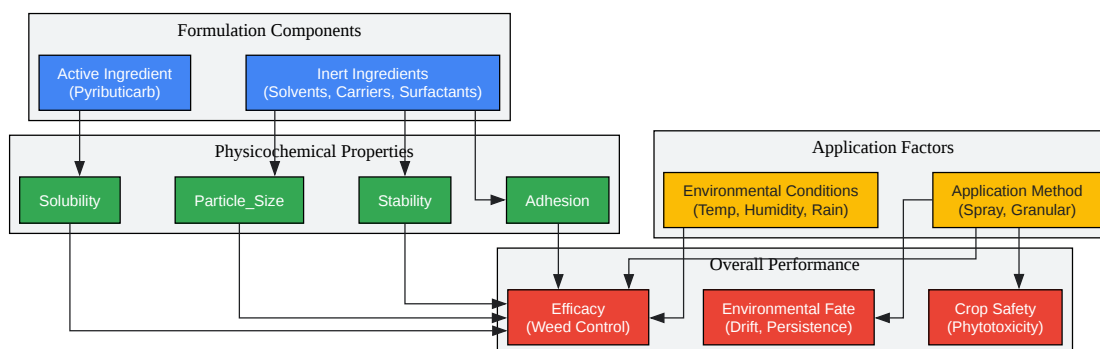 Formulation Components
Active Ingredient
(Pyributicarb)
Inert Ingredients
(Solvents, Carriers, Surfactants)
Physicochemical Properties
Solubility
Particle_Size
Stability
Adhesion
Application Factors
Environmental Conditions
(Temp, Humidity, Rain)
Application Method
(Spray, Granular)
Overall Performance
Efficacy
(Weed Control)
Environmental Fate
(Drift, Persistence)
Crop Safety
(Phytotoxicity)